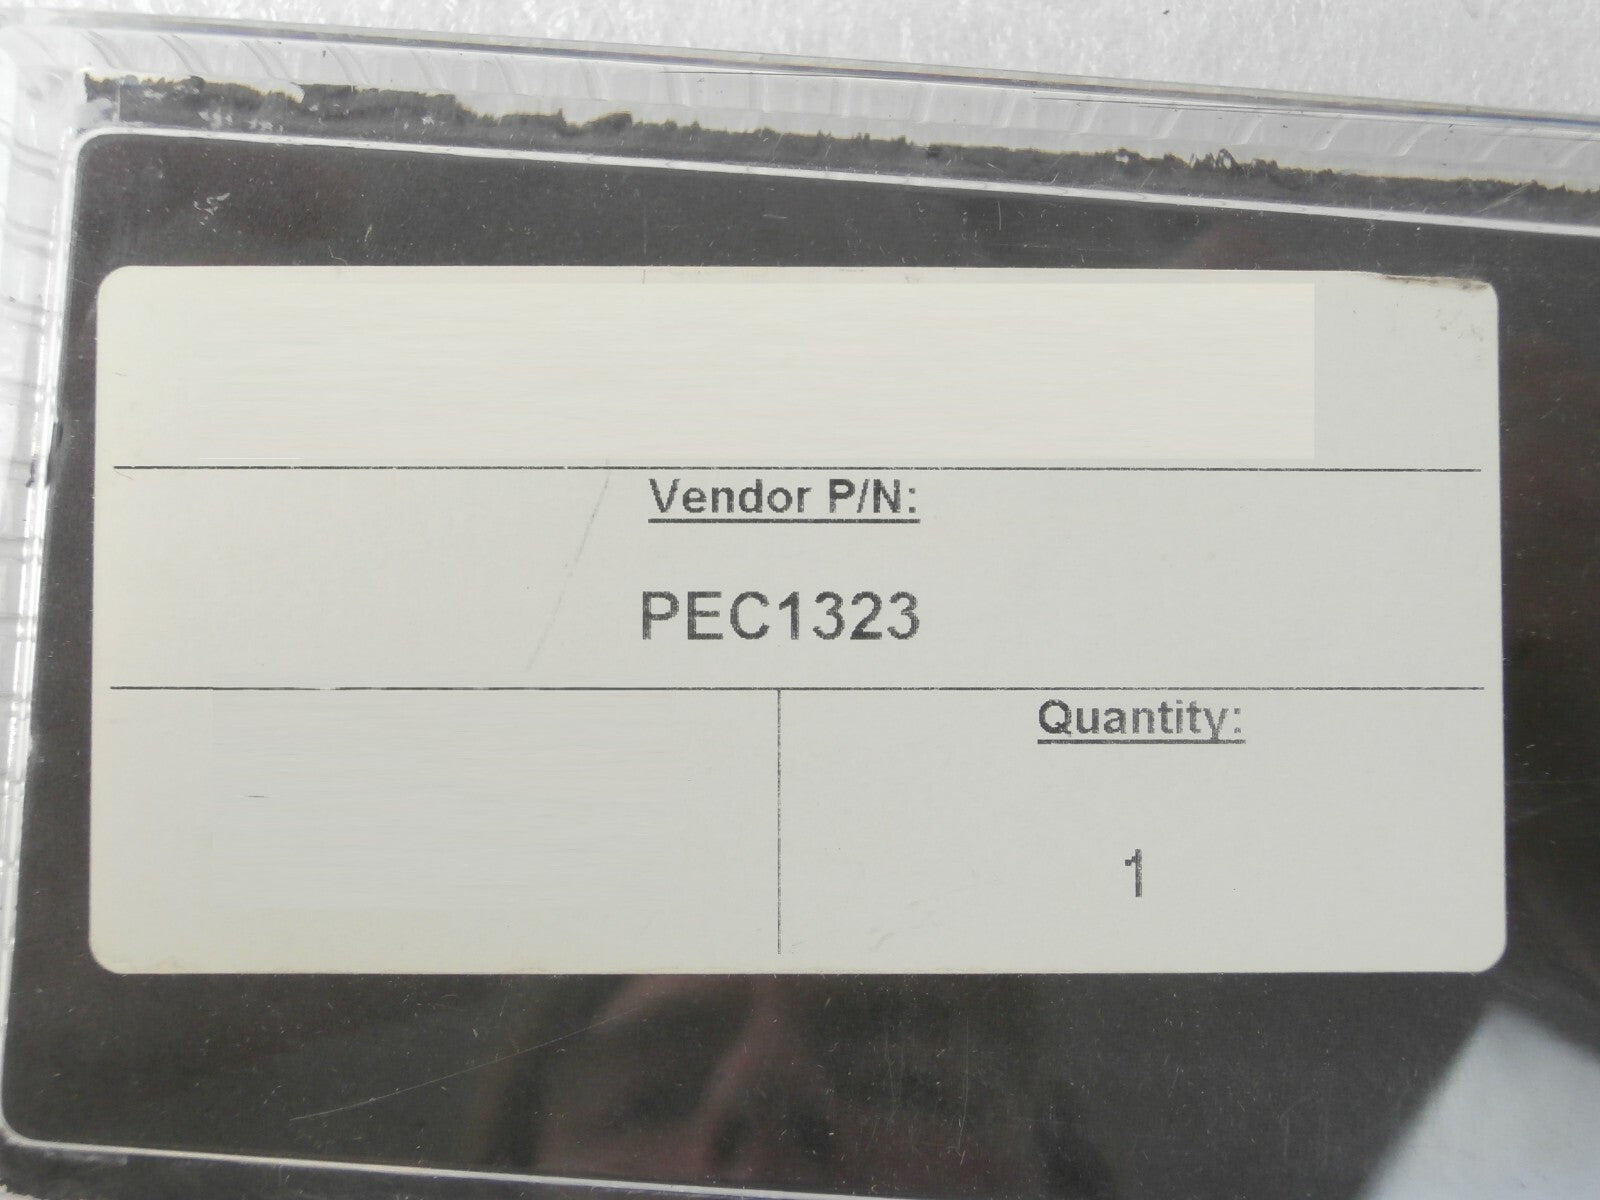 Vendor P/N:
PEC1323
Quantity:
1